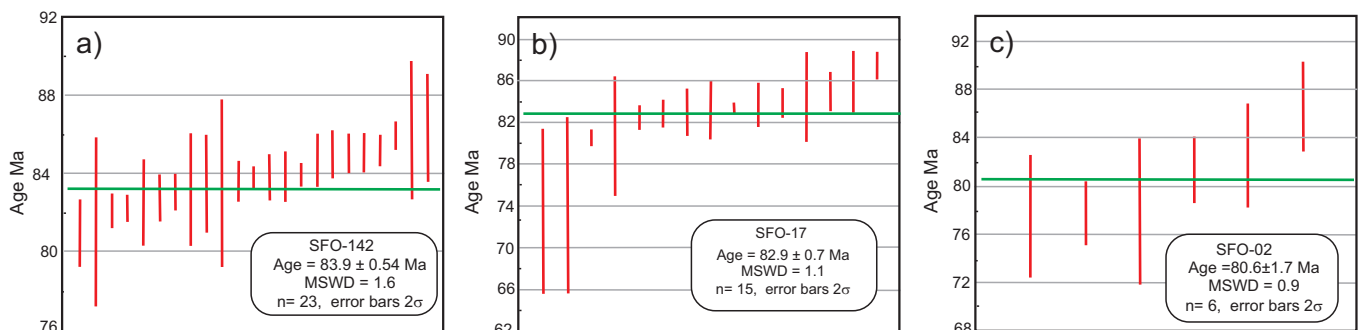 a)
92
88
84
80
76
Age Ma
SFO-142
Age = 83.9 ± 0.54 Ma
MSWD = 1.6
n= 23, error bars 2σ
b)
90
86
82
78
74
70
66
62
Age Ma
SFO-17
Age = 82.9 ± 0.7 Ma
MSWD = 1.1
n= 15, error bars 2σ
c)
92
88
84
80
76
72
68
Age Ma
SFO-02
Age =80.6±1.7 Ma
MSWD = 0.9
n= 6, error bars 2σ